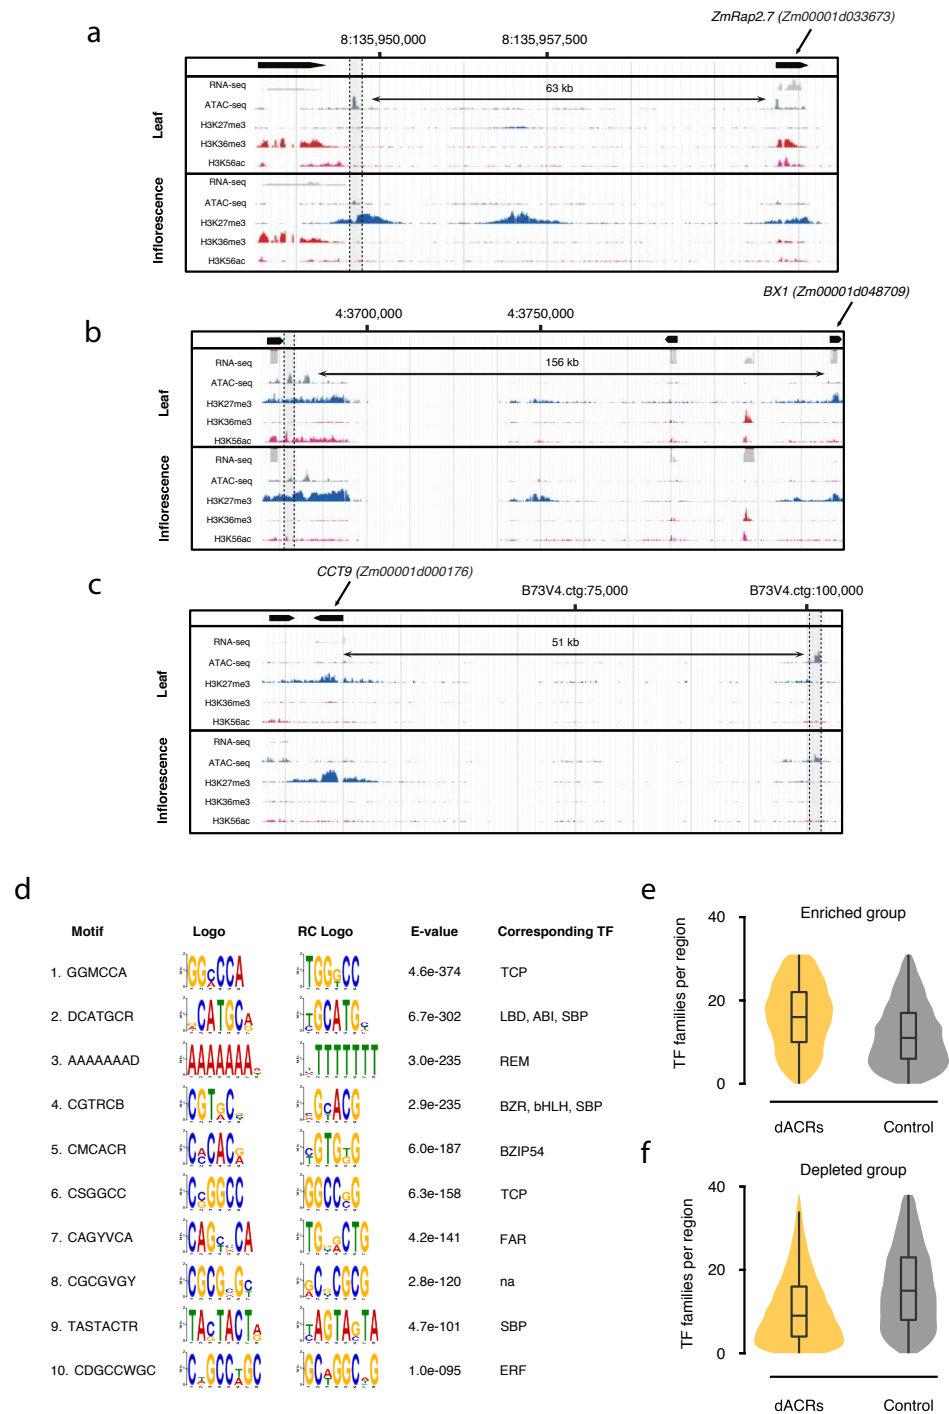 a
ZmRap2.7 (Zm00001d033673)
8:135,950,000
8:135,957,500
63 kb
Leaf
RNA-seq
ATAC-seq
H3K27me3
H3K36me3
H3K56ac
Inflorescence
RNA-seq
ATAC-seq
H3K27me3
H3K36me3
H3K56ac
b
BX1 (Zm00001d048709)
4:3700,000
4:3750,000
156 kb
Leaf
RNA-seq
ATAC-seq
H3K27me3
H3K36me3
H3K56ac
Inflorescence
RNA-seq
ATAC-seq
H3K27me3
H3K36me3
H3K56ac
c
CCT9 (Zm00001d000176)
B73V4.ctg:75,000
B73V4.ctg:100,000
51 kb
Leaf
RNA-seq
ATAC-seq
H3K27me3
H3K36me3
H3K56ac
Inflorescence
RNA-seq
ATAC-seq
H3K27me3
H3K36me3
H3K56ac
d
Motif Logo RC Logo E-value Corresponding TF
1. GGMCCA 4.6e-374 TCP
2. DCATGCR 6.7e-302 LBD, ABI, SBP
3. AAAAAAAD 3.0e-235 REM
4. CGTRCB 2.9e-235 BZR, bHLH, SBP
5. CMCACR 6.0e-187 BZIP54
6. CSGGCC 6.3e-158 TCP
7. CAGYVCA 4.2e-141 FAR
8. CGCGVGY 2.8e-120 na
9. TASTACTR 4.7e-101 SBP
10. CDGCCWGC 1.0e-095 ERF
e
Enriched group
TF families per region
40
20
0
dACRs Control
f
Depleted group
TF families per region
40
20
0
dACRs Control